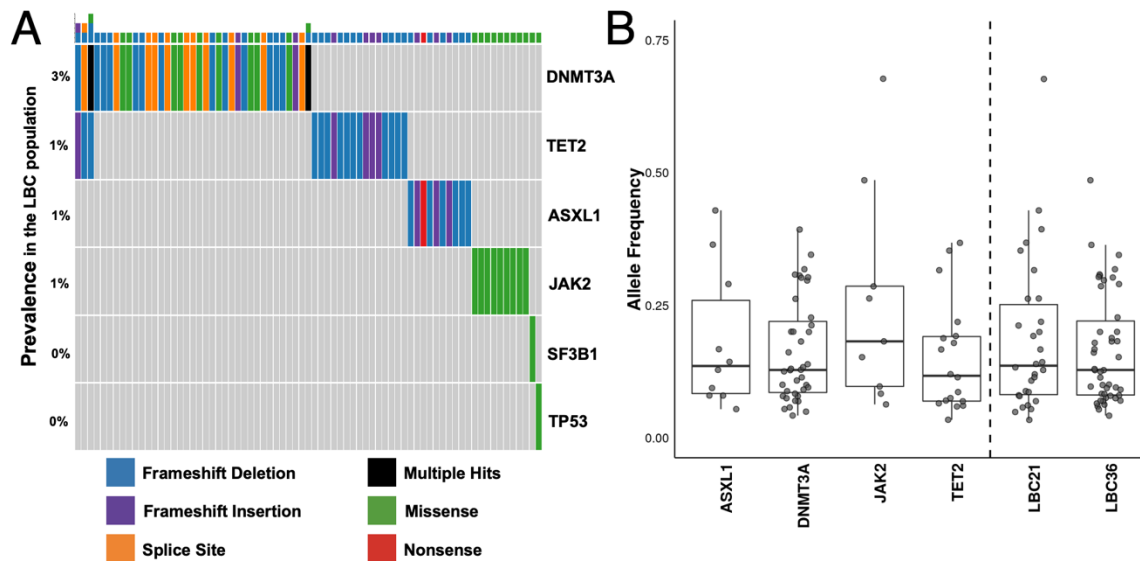 A
Prevalence in the LBC population
3%
DNMT3A
1%
TET2
1%
ASXL1
1%
JAK2
0%
SF3B1
0%
TP53
Frameshift Deletion
Multiple Hits
Frameshift Insertion
Missense
Splice Site
Nonsense
B
Allele Frequency
0.75
0.50
0.25
0.00
ASXL1
DNMT3A
JAK2
TET2
LBC21
LBC36